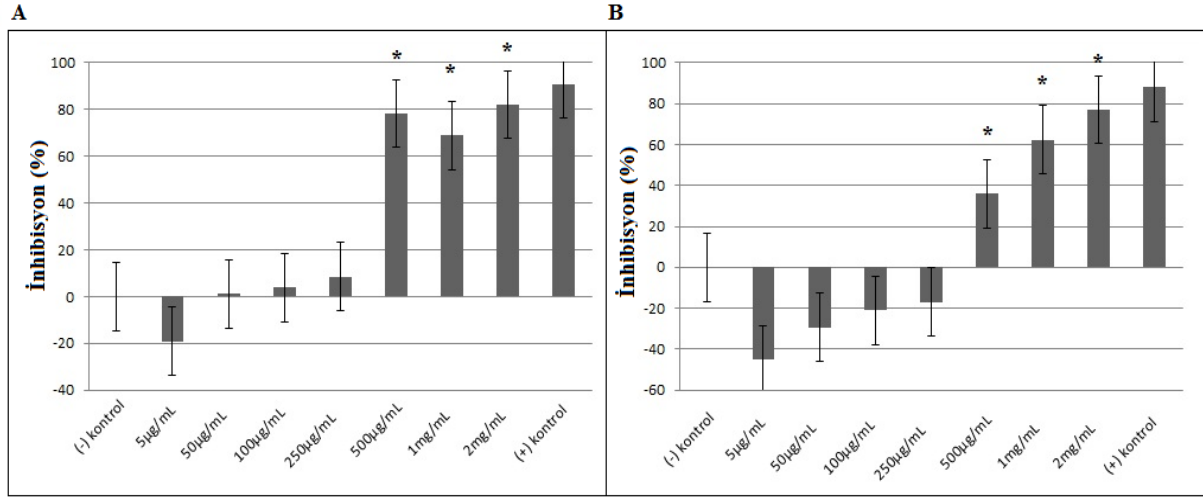 A
İnhibisyon (%)
100
80
60
40
20
0
-20
-40
* * *
(-) kontrol
5µg/mL
50µg/mL
100µg/mL
250µg/mL
500µg/mL
1mg/mL
2mg/mL
(+) kontrol
B
İnhibisyon (%)
100
80
60
40
20
0
-20
-40
-60
* * *
(-) kontrol
5µg/mL
50µg/mL
100µg/mL
250µg/mL
500µg/mL
1mg/mL
2mg/mL
(+) kontrol